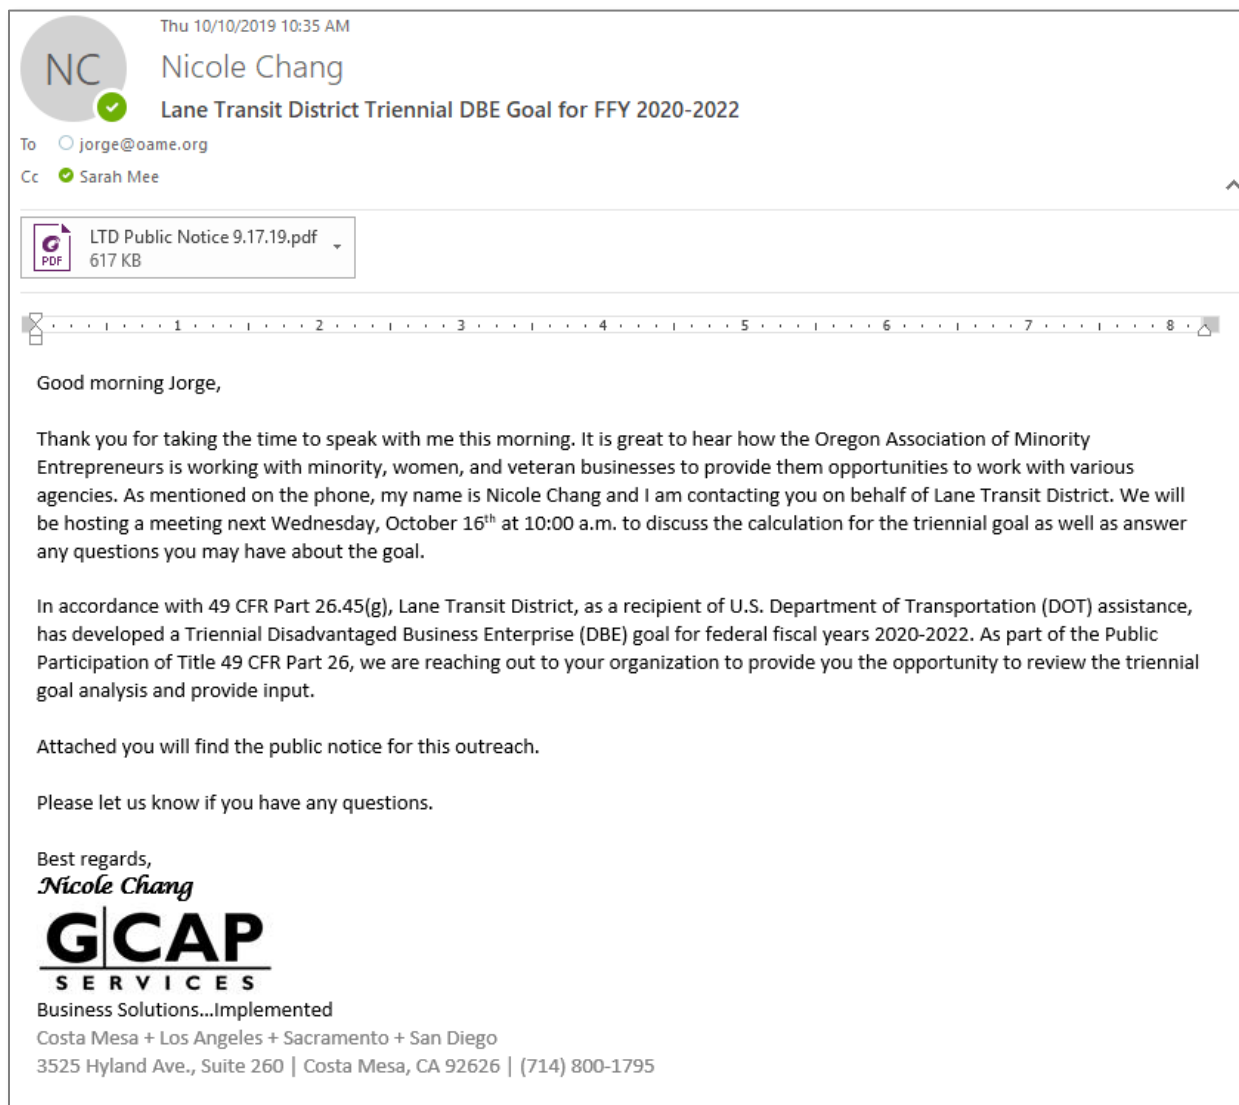 Thu 10/10/2019 10:35 AM
NC
Nicole Chang
Lane Transit District Triennial DBE Goal for FFY 2020-2022
To jorge@oame.org
Cc Sarah Mee
LTD Public Notice 9.17.19.pdf
PDF
617 KB
1 2 3 4 5 6 7 8
Good morning Jorge,
Thank you for taking the time to speak with me this morning. It is great to hear how the Oregon Association of Minority
Entrepreneurs is working with minority, women, and veteran businesses to provide them opportunities to work with various
agencies. As mentioned on the phone, my name is Nicole Chang and I am contacting you on behalf of Lane Transit District. We will
be hosting a meeting next Wednesday, October 16th at 10:00 a.m. to discuss the calculation for the triennial goal as well as answer
any questions you may have about the goal.
In accordance with 49 CFR Part 26.45(g), Lane Transit District, as a recipient of U.S. Department of Transportation (DOT) assistance,
has developed a Triennial Disadvantaged Business Enterprise (DBE) goal for federal fiscal years 2020-2022. As part of the Public
Participation of Title 49 CFR Part 26, we are reaching out to your organization to provide you the opportunity to review the triennial
goal analysis and provide input.
Attached you will find the public notice for this outreach.
Please let us know if you have any questions.
Best regards,
Nicole Chang
G|CAP
SERVICES
Business Solutions...Implemented
Costa Mesa + Los Angeles + Sacramento + San Diego
3525 Hyland Ave., Suite 260 | Costa Mesa, CA 92626 | (714) 800-1795